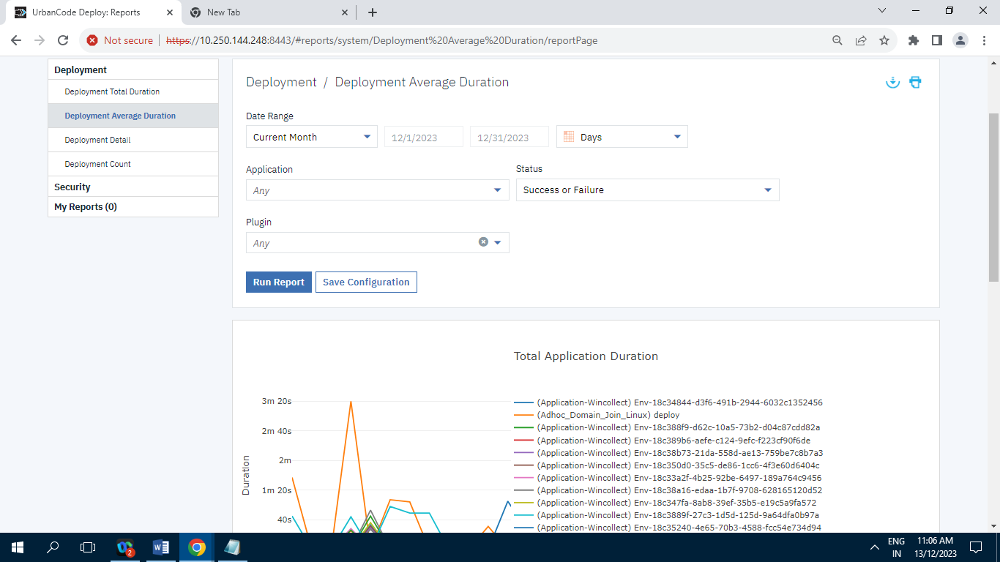 UrbanCode Deploy: Reports
New Tab
Not secure
https://10.250.144.248:8443/#reports/system/Deployment%20Average%20Duration/reportPage
Deployment
Deployment Total Duration
Deployment Average Duration
Deployment Detail
Deployment Count
Security
My Reports (0)
Deployment / Deployment Average Duration
Date Range
Current Month 12/1/2023 12/31/2023 Days
Application Status
Any Success or Failure
Plugin
Any
Run Report Save Configuration
Total Application Duration
Duration
3m 20s
2m 40s
2m
1m 20s
40s
(Application-Wincollect) Env-18c34844-d3f6-491b-2944-6032c1352456
(Adhoc_Domain_Join_Linux) deploy
(Application-Wincollect) Env-18c388f9-d62c-10a5-73b2-d04c87cdd82a
(Application-Wincollect) Env-18c389b6-aefe-c124-9efc-f223cf90f6de
(Application-Wincollect) Env-18c38b73-21da-558d-ae13-759be7c8b7a3
(Application-Wincollect) Env-18c350d0-35c5-de86-1cc6-4f3e60d6404c
(Application-Wincollect) Env-18c33a2f-4b25-92be-6497-189a764c9456
(Application-Wincollect) Env-18c38a16-edaa-1b7f-9708-628165120d52
(Application-Wincollect) Env-18c347fa-8ab8-39ef-35b5-e19c5a9fa572
(Application-Wincollect) Env-18c3889f-27c3-1d5d-125d-9a64dfa0b97a
(Application-Wincollect) Env-18c35240-4e65-70b3-4588-fcc54e734d94
2
ENG
IN
11:06 AM
13/12/2023